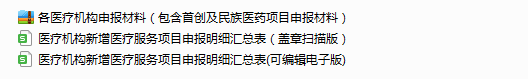 各医疗机构申报材料（包含首创及民族医药项目申报材料）
医疗机构新增医疗服务项目申报明细汇总表（盖章扫描版）
医疗机构新增医疗服务项目申报明细汇总表(可编辑电子版)